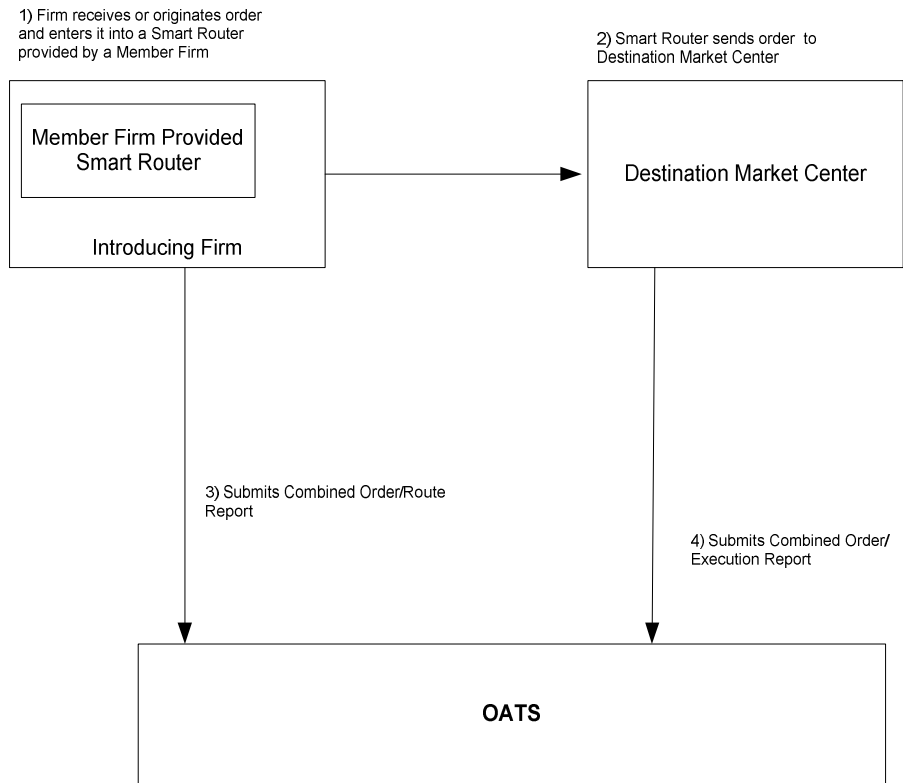 1) Firm receives or originates order
and enters it into a Smart Router
provided by a Member Firm
2) Smart Router sends order to
Destination Market Center
Member Firm Provided
Smart Router
Introducing Firm
Destination Market Center
3) Submits Combined Order/Route
Report
4) Submits Combined Order/
Execution Report
OATS